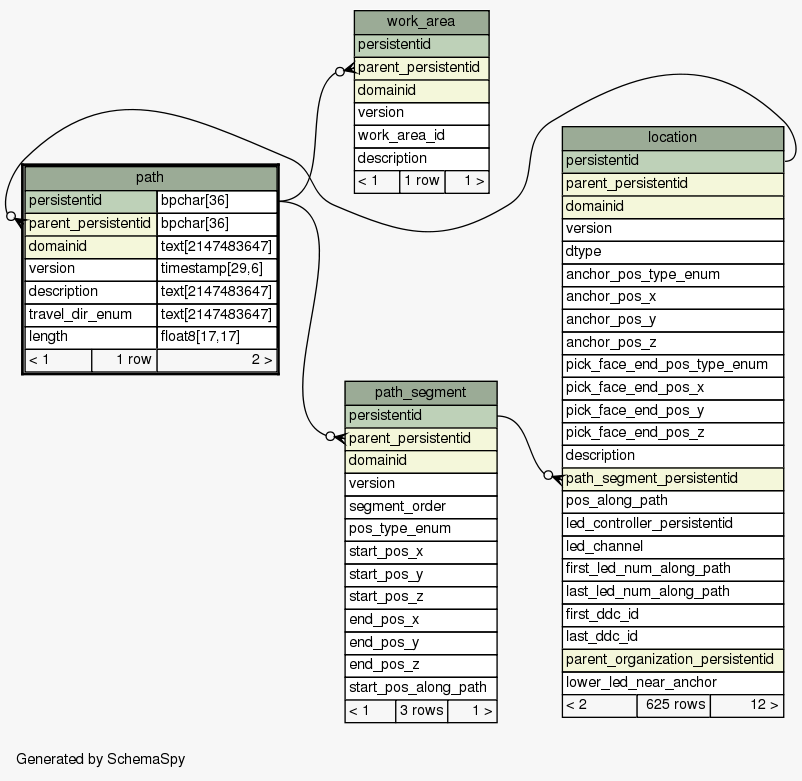 work_area
persistentid
parent_persistentid
domainid
version
work_area_id
description
< 1 1 row 1 >
path
persistentid bpchar[36]
parent_persistentid bpchar[36]
domainid text[2147483647]
version timestamp[29,6]
description text[2147483647]
travel_dir_enum text[2147483647]
length float8[17,17]
< 1 1 row 2 >
location
persistentid
parent_persistentid
domainid
version
dtype
anchor_pos_type_enum
anchor_pos_x
anchor_pos_y
anchor_pos_z
pick_face_end_pos_type_enum
pick_face_end_pos_x
pick_face_end_pos_y
pick_face_end_pos_z
description
path_segment_persistentid
pos_along_path
led_controller_persistentid
led_channel
first_led_num_along_path
last_led_num_along_path
first_ddc_id
last_ddc_id
parent_organization_persistentid
lower_led_near_anchor
< 2 625 rows 12 >
path_segment
persistentid
parent_persistentid
domainid
version
segment_order
pos_type_enum
start_pos_x
start_pos_y
start_pos_z
end_pos_x
end_pos_y
end_pos_z
start_pos_along_path
< 1 3 rows 1 >
Generated by SchemaSpy